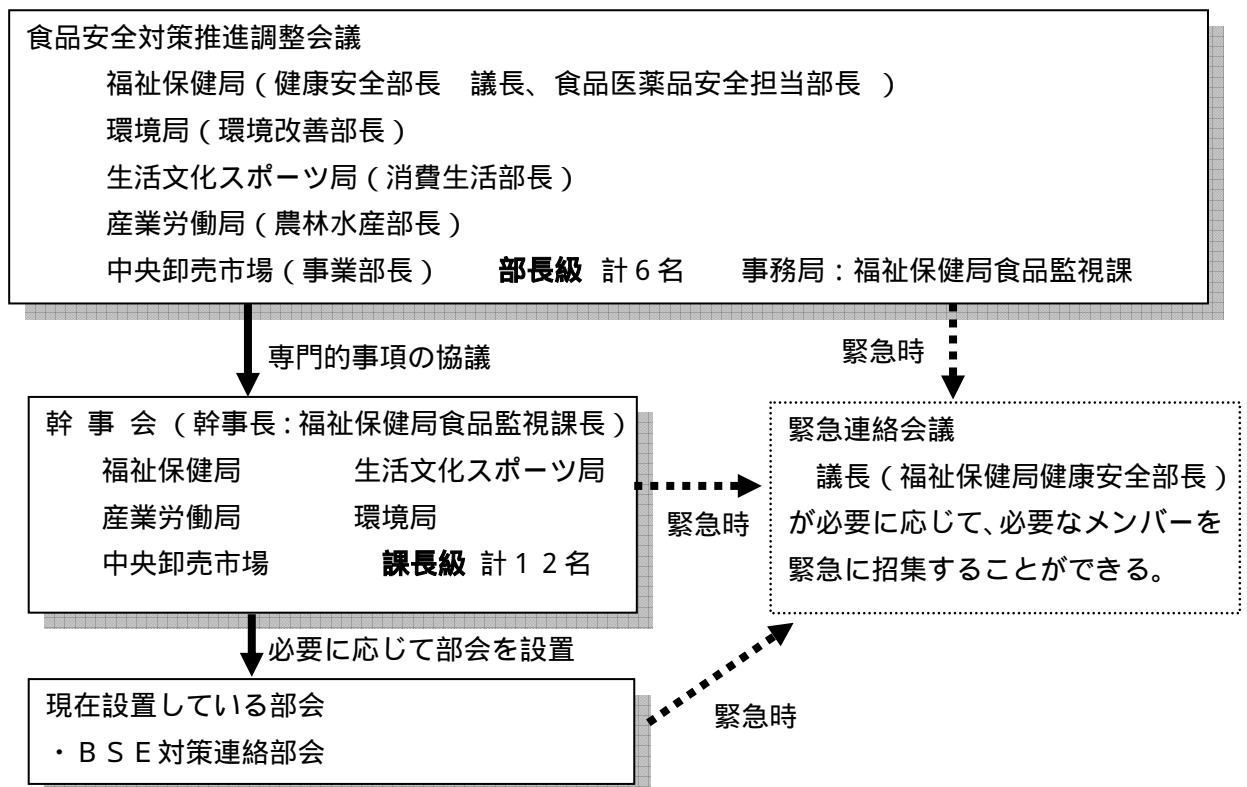 食品安全対策推進調整会議
福祉保健局(健康安全部長　議長、食品医薬品安全担当部長　)
環境局(環境改善部長)
生活文化スポーツ局(消費生活部長)
産業労働局(農林水産部長)
中央卸売市場(事業部長)　部長級　計6名　事務局:福祉保健局食品監視課
専門的事項の協議
緊急時
幹 事 会 (幹事長:福祉保健局食品監視課長)
福祉保健局　生活文化スポーツ局
産業労働局　環境局
中央卸売市場　課長級　計12名
緊急時
緊急連絡会議
議長(福祉保健局健康安全部長)
が必要に応じて、必要なメンバーを
緊急に招集することができる。
必要に応じて部会を設置
現在設置している部会
・BSE対策連絡部会
緊急時